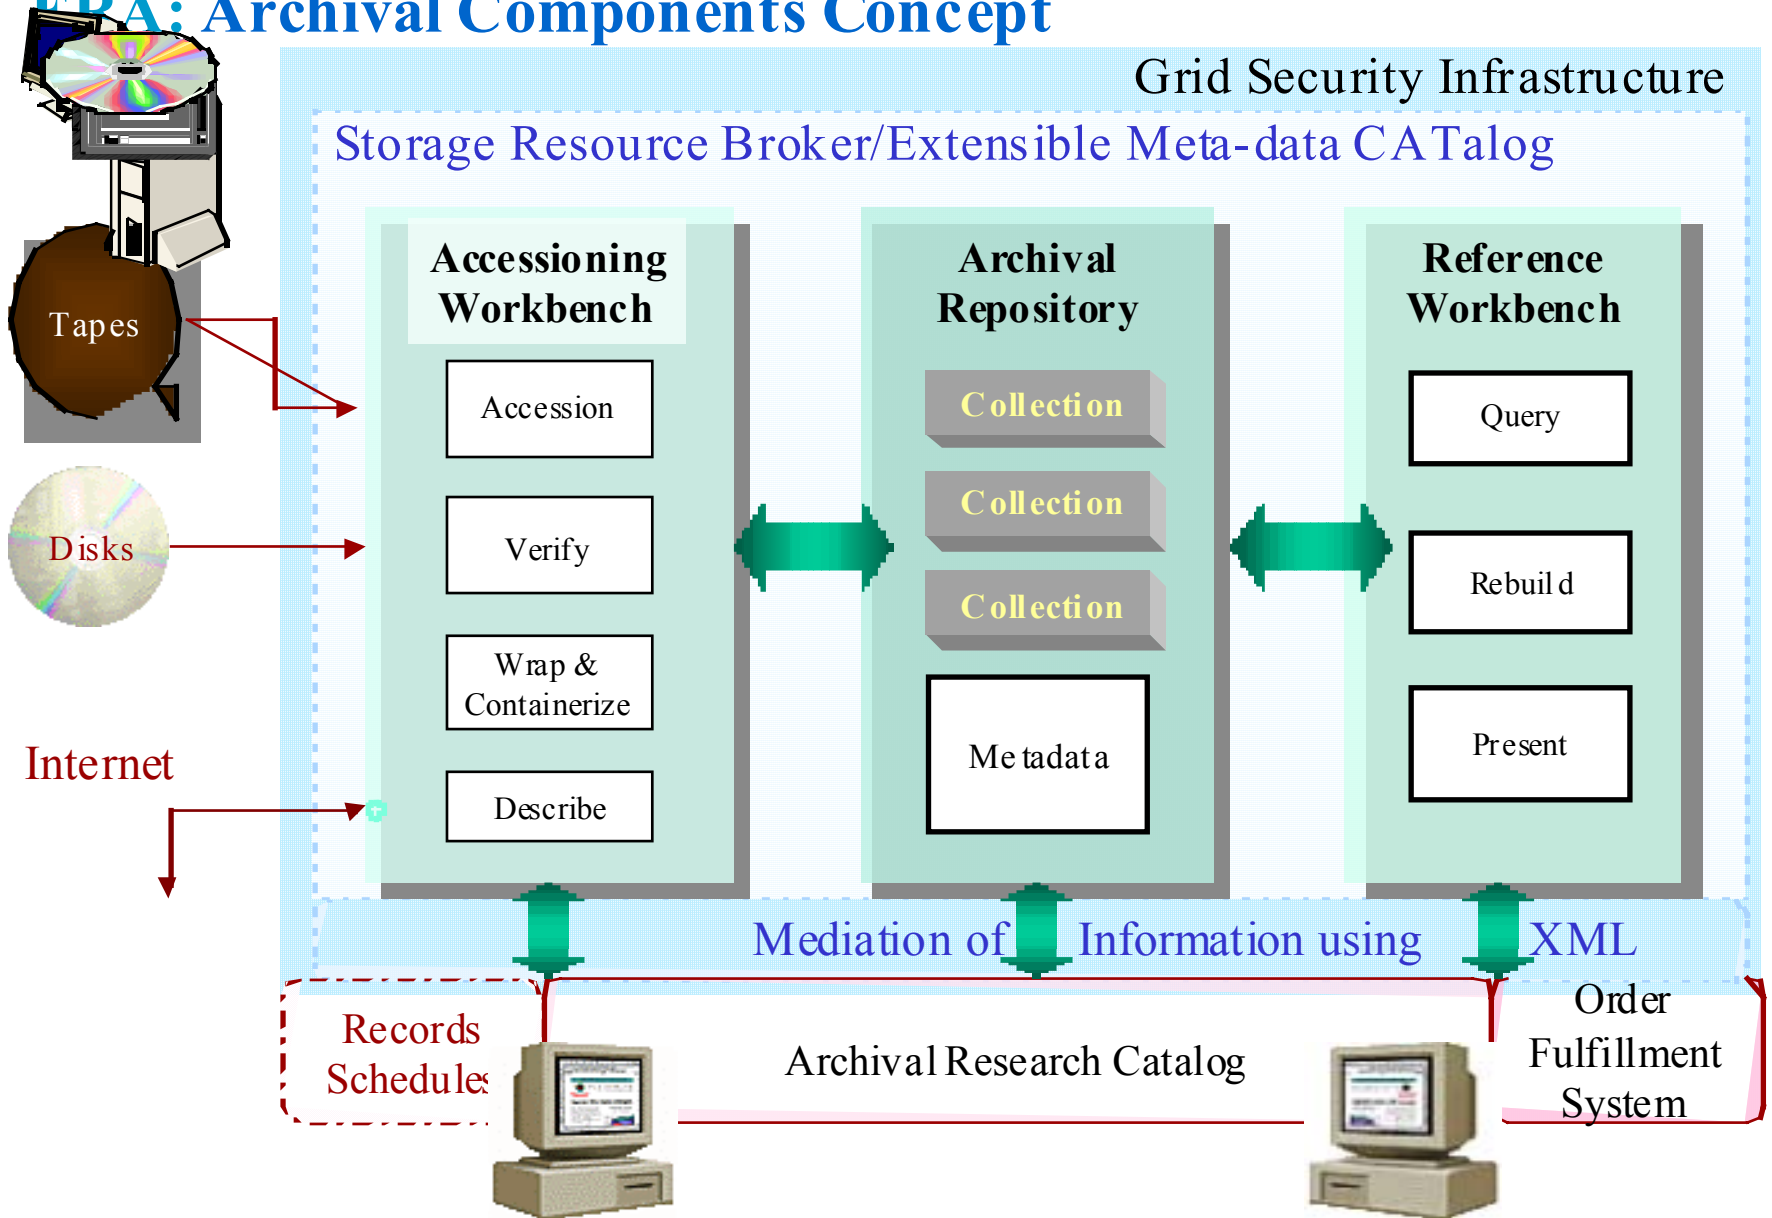 ERA: Archival Components Concept
Grid Security Infrastructure
Storage Resource Broker/Extensible Meta-data CATalog
Tapes
Disks
Internet
Accessioning
Workbench
Accession
Verify
Wrap &
Containerize
Describe
Archival
Repository
Collection
Collection
Collection
Metadata
Reference
Workbench
Query
Rebuild
Present
Mediation of Information using XML
Records
Schedules
Archival Research Catalog
Order
Fulfillment
System